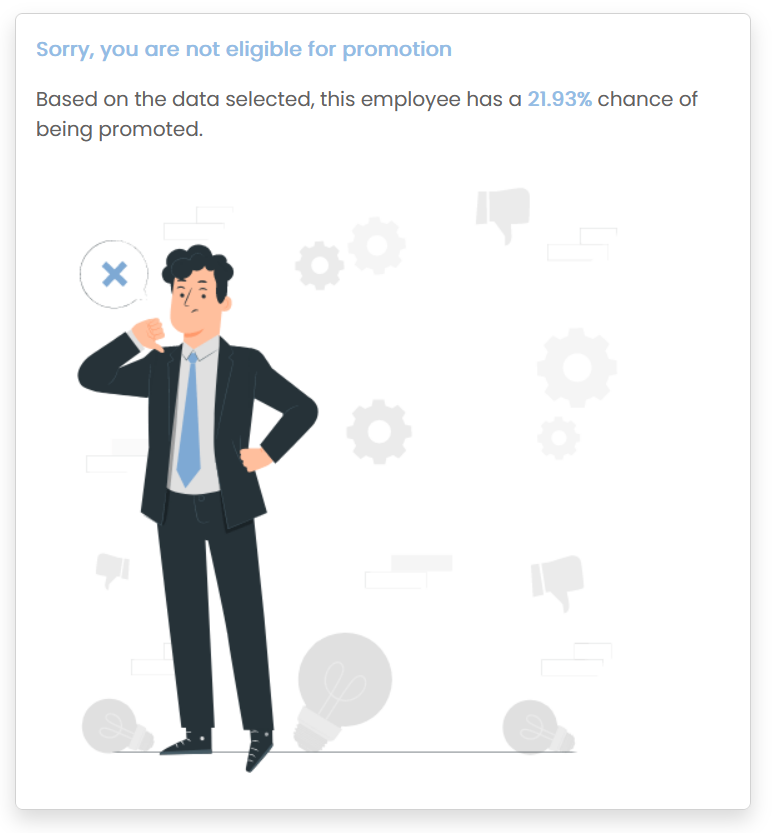 Sorry, you are not eligible for promotion
Based on the data selected, this employee has a 21.93% chance of
being promoted.